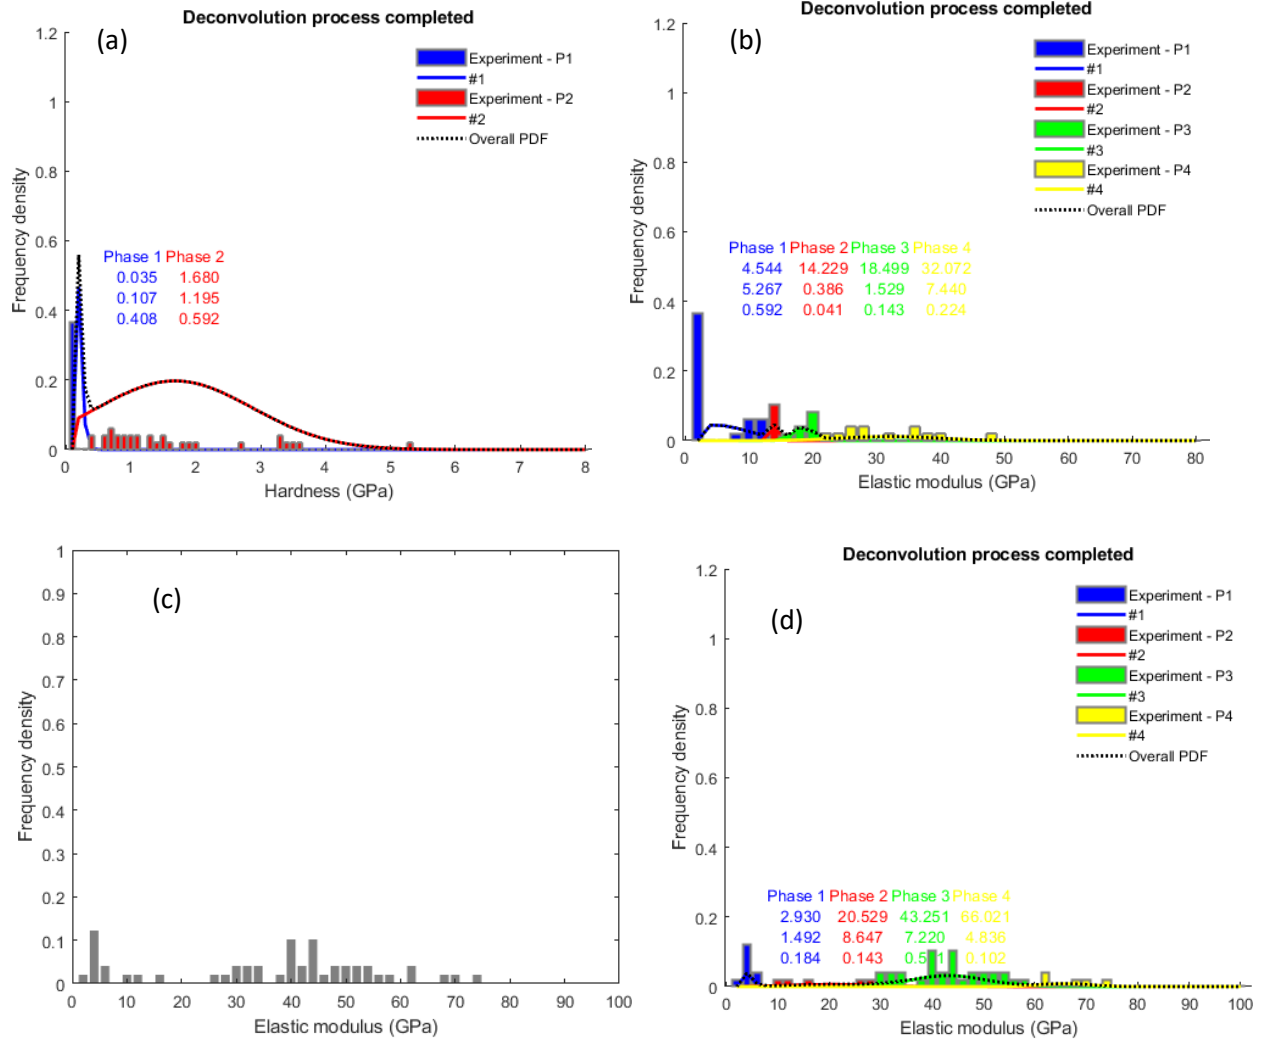 Deconvolution process completed
(a)
1.2
1
0.8
0.6
0.4
0.2
0
Frequency density
Experiment - P1
#1
Experiment - P2
#2
Overall PDF
Phase 1 Phase 2
0.035 1.680
0.107 1.195
0.408 0.592
0 1 2 3 4 5 6 7 8
Hardness (GPa)
Deconvolution process completed
(b)
1.2
1
0.8
0.6
0.4
0.2
0
Frequency density
Experiment - P1
#1
Experiment - P2
#2
Experiment - P3
#3
Experiment - P4
#4
Overall PDF
Phase 1 Phase 2 Phase 3 Phase 4
4.544 14.229 18.499 32.072
5.267 0.386 1.529 7.440
0.592 0.041 0.143 0.224
0 10 20 30 40 50 60 70 80
Elastic modulus (GPa)
(c)
1
0.9
0.8
0.7
0.6
0.5
0.4
0.3
0.2
0.1
0
Frequency density
0 10 20 30 40 50 60 70 80 90 100
Elastic modulus (GPa)
Deconvolution process completed
(d)
1.2
1
0.8
0.6
0.4
0.2
0
Frequency density
Experiment - P1
#1
Experiment - P2
#2
Experiment - P3
#3
Experiment - P4
#4
Overall PDF
Phase 1 Phase 2 Phase 3 Phase 4
2.930 20.529 43.251 66.021
1.492 8.647 7.220 4.836
0.184 0.143 0.102
0 10 20 30 40 50 60 70 80 90 100
Elastic modulus (GPa)